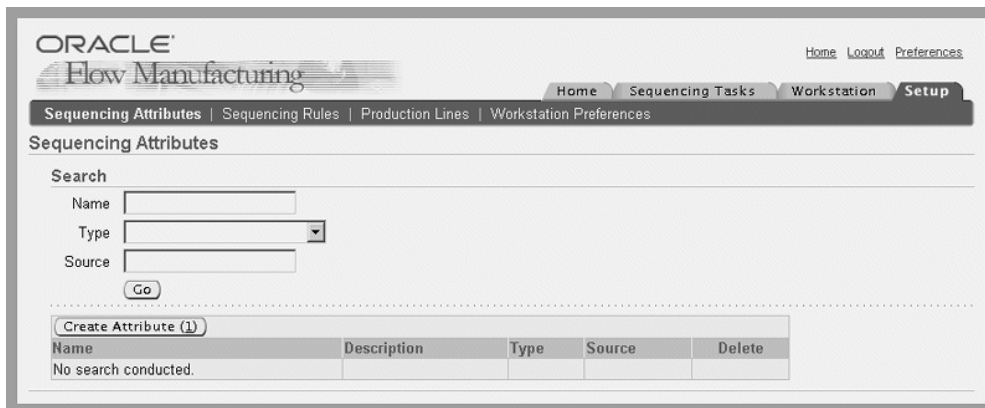 ORACLE
Flow Manufacturing
Home Logout Preferences
Home Sequencing Tasks Workstation Setup
Sequencing Attributes | Sequencing Rules | Production Lines | Workstation Preferences
Sequencing Attributes
Search
Name
Type
Source
Go
Create Attribute (1)
Name Description Type Source Delete
No search conducted.